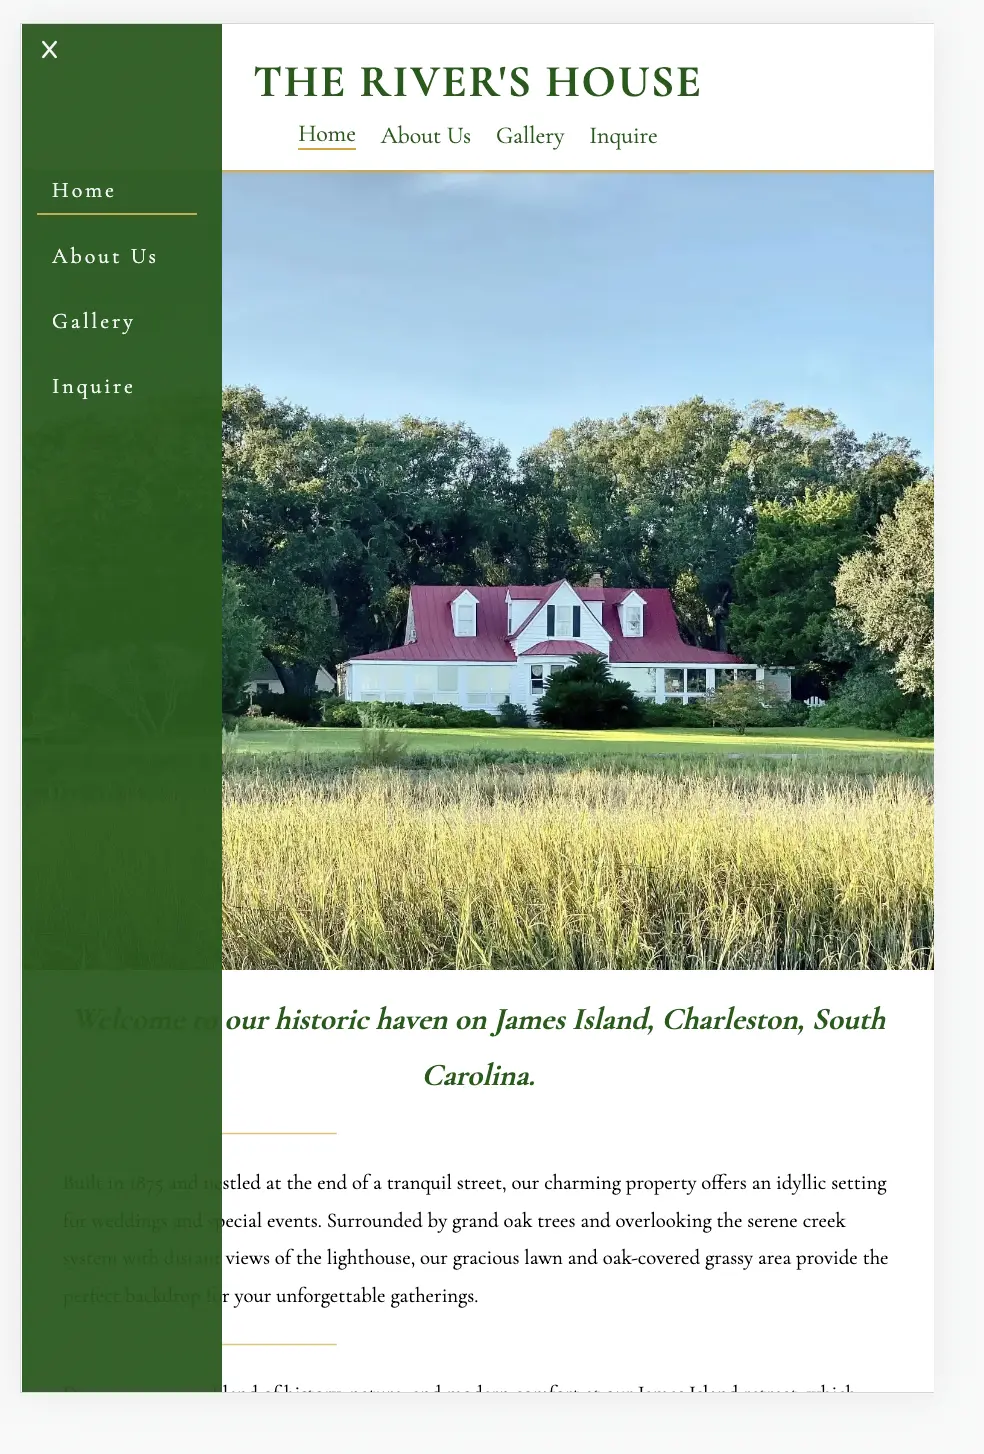 X
THE RIVER'S HOUSE
Home About Us Gallery Inquire
Home
About Us
Gallery
Inquire
Welcome to our historic haven on James Island, Charleston, South
Carolina.
Built in 1875 and nestled at the end of a tranquil street, our charming property offers an idyllic setting
for weddings and special events. Surrounded by grand oak trees and overlooking the serene creek
system with distant views of the lighthouse, our gracious lawn and oak-covered grassy area provide the
perfect backdrop for your unforgettable gatherings.